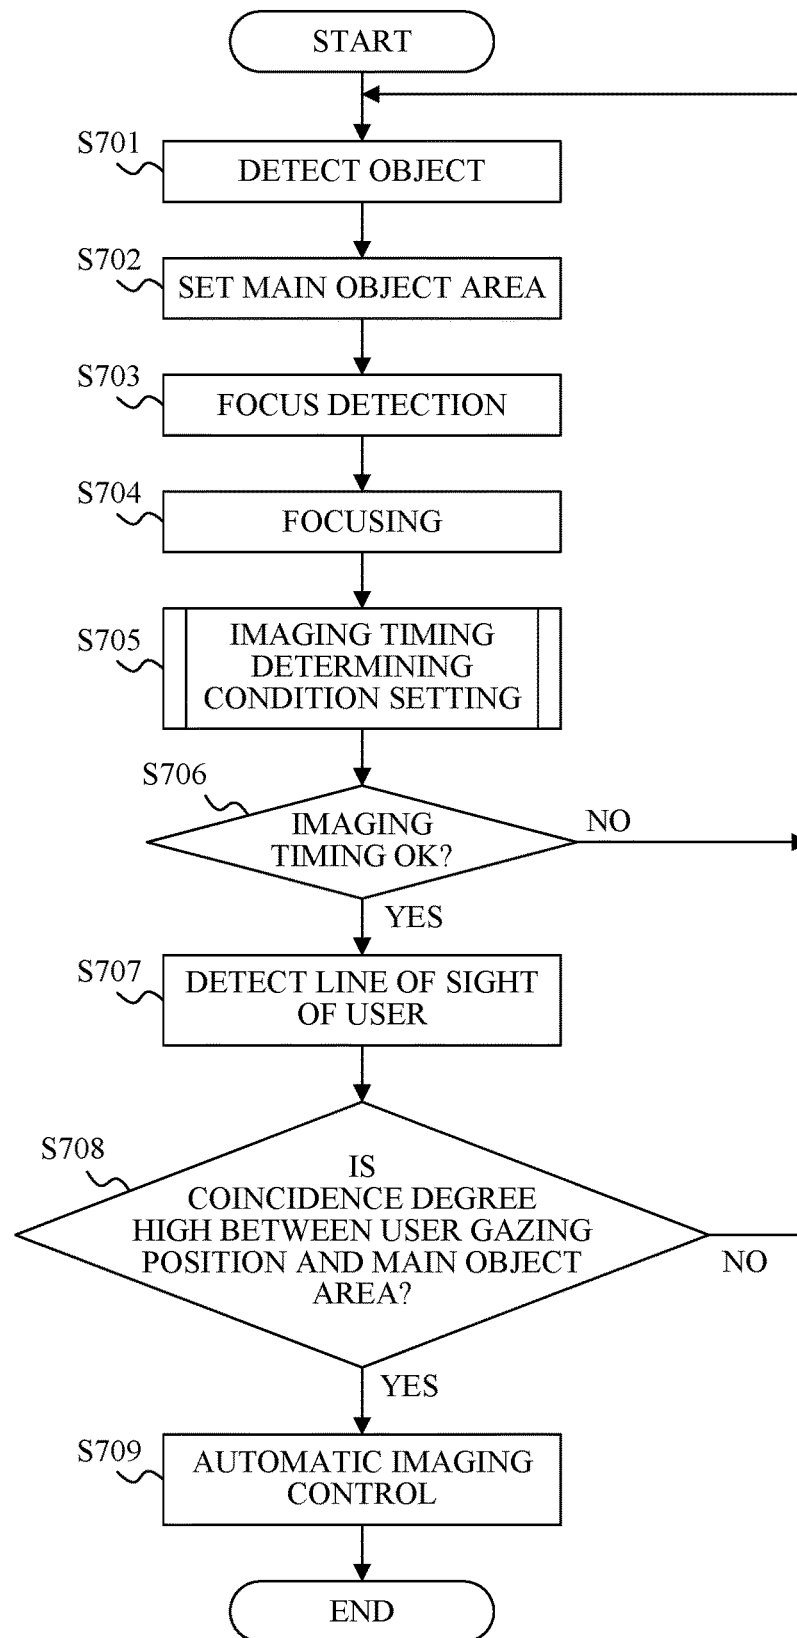 START
S701
DETECT OBJECT
S702
SET MAIN OBJECT AREA
S703
FOCUS DETECTION
S704
FOCUSING
S705
IMAGING TIMING
DETERMINING
CONDITION SETTING
S706
IMAGING
TIMING OK?
NO
YES
S707
DETECT LINE OF SIGHT
OF USER
S708
IS
COINCIDENCE DEGREE
HIGH BETWEEN USER GAZING
POSITION AND MAIN OBJECT
AREA?
NO
YES
S709
AUTOMATIC IMAGING
CONTROL
END